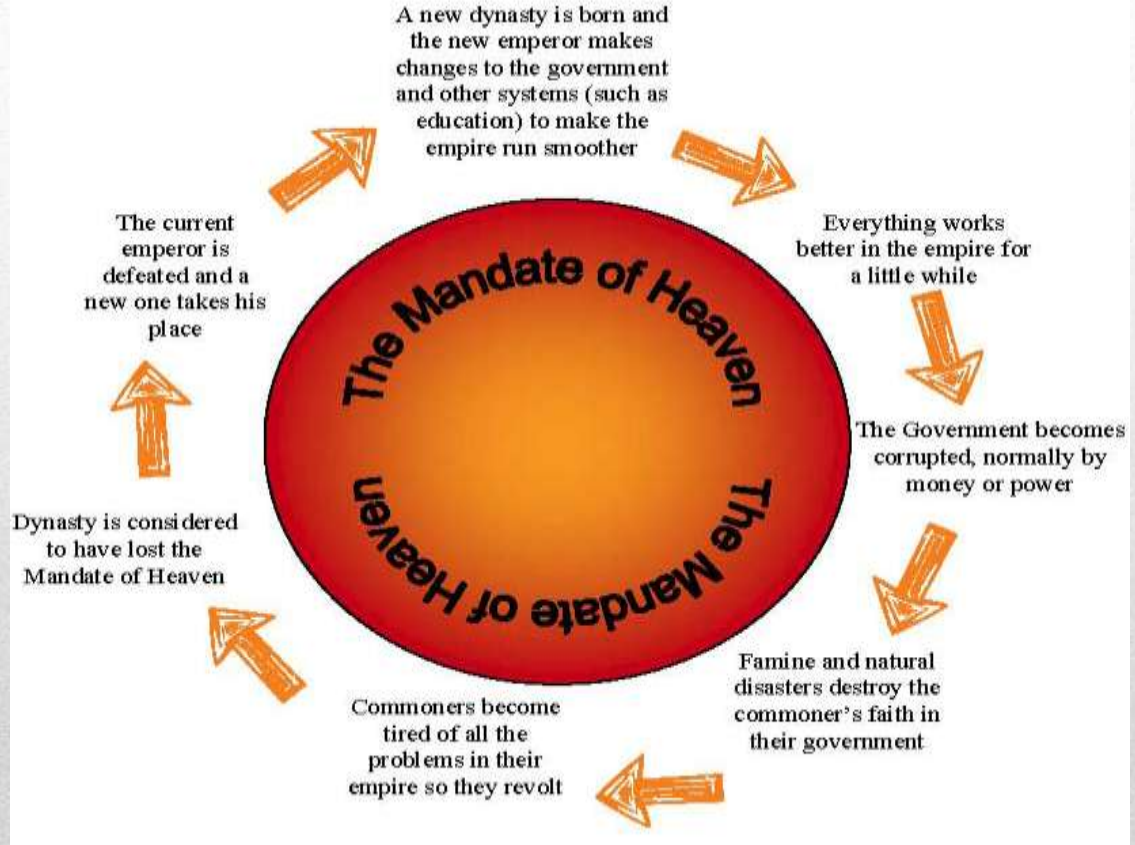 A new dynasty is born and
the new emperor makes
changes to the government
and other systems (such as
education) to make the
empire run smoother
Everything works
better in the empire for
a little while
The Government becomes
corrupted, normally by
money or power
Famine and natural
disasters destroy the
commoner's faith in
their government
Commoners become
tired of all the
problems in their
empire so they revolt
Dynasty is considered
to have lost the
Mandate of Heaven
The current
emperor is
defeated and a
new one takes his
place
The Mandate of Heaven
The Mandate of Heaven